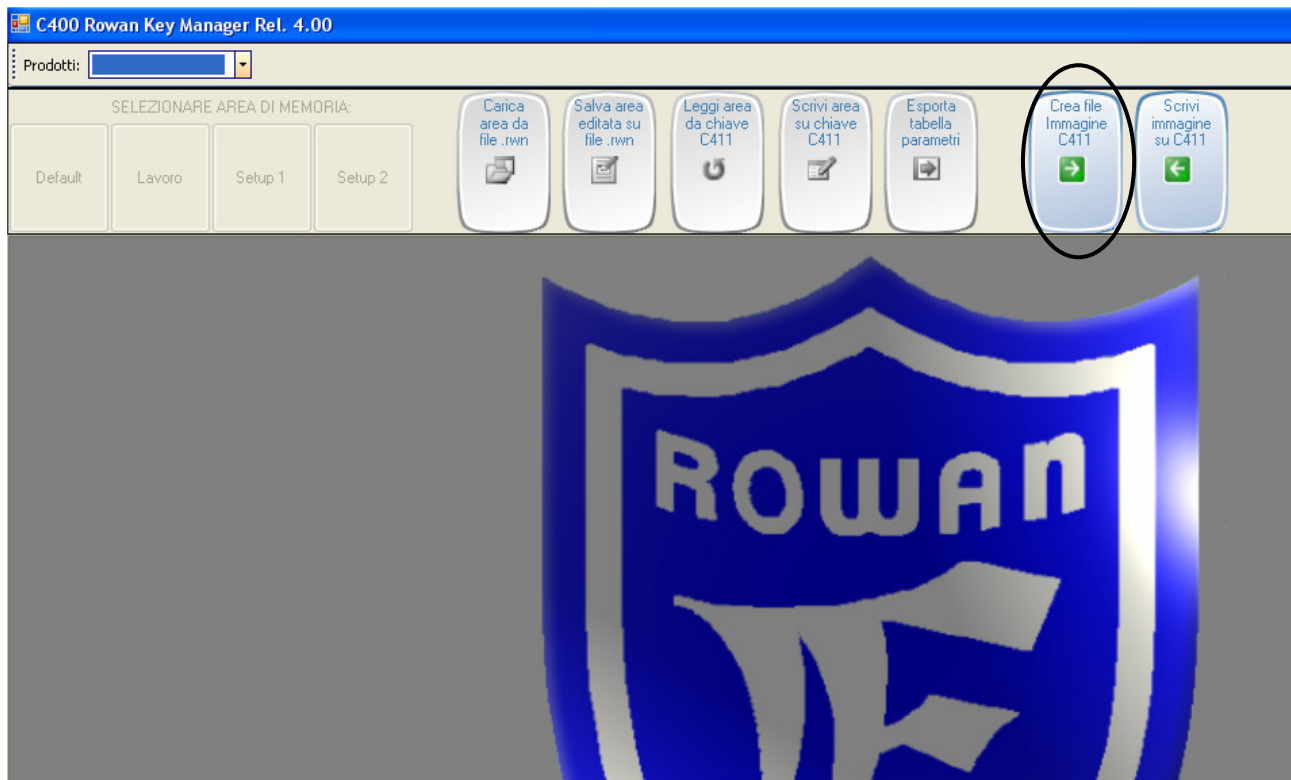 C400 Rowan Key Manager Rel. 4.00
Prodotti:
SELEZIONARE AREA DI MEMORIA:
Default
Lavoro
Setup 1
Setup 2
Carica
area da
file .rwn
Salva area
editata su
file .rwn
Leggi area
da chiave
C411
Scrivi area
su chiave
C411
Esporta
tabella
parametri
Crea file
Immagine
C411
Scrivi
immagine
su C411
ROWAN